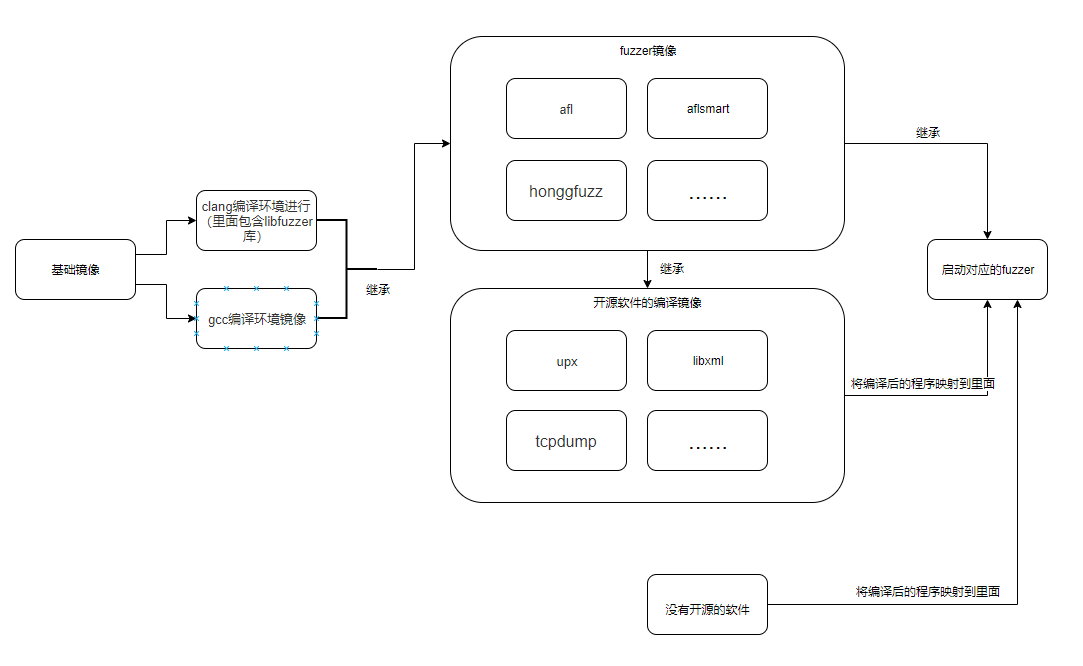 fuzzer镜像
afl
aflsmart
honggfuzz
......
继承
clang编译环境进行
（里面包含libfuzzer
库）
基础镜像
gcc编译环境镜像
继承
继承
启动对应的fuzzer
开源软件的编译镜像
upx
libxml
tcpdump
......
将编译后的程序映射到里面
没有开源的软件
将编译后的程序映射到里面